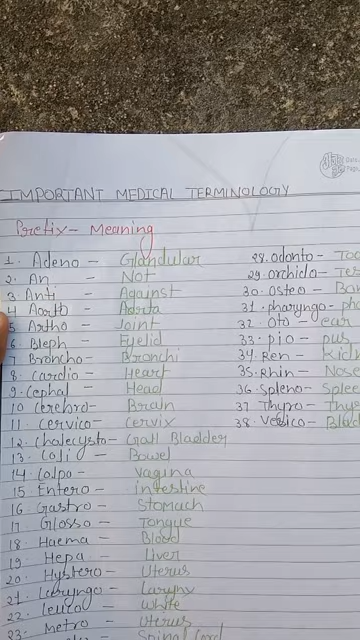 IMPORTANT MEDICAL TERMINOLOGY
Prefix - Meaning
1. Adeno - Glandular
2. An - Not
3. Anti - Against
4 Aorto - Aorta
5 Artho - Joint
6. Bleph - Eyelid
7 Broncho - Bronchi
8. Cardio - Heart
9. Cephal - Head
10 Cerebro - Brain
11. Cervico - Cervix
12. Cholecysto - Gall Bladder
13. Coli - Bowel
14. Colpo - Vagina
15. Entero - intestine
16. Gastro - Stomach
17. Glosso - Tongue
18. Haema - Blood
19. Hepa - Liver
20. Hystero - Uterus
21. Laryngo - Larynx
22. Leuco - White
23. Metro - Uterus
Spinal Cord
28. Odonto -
29. Orchido -
30. Osteo -
31. pharyngo -
32. Oto - ear
33. pio - pus
34. Ren -
35. Rhin - Nose
36. Spleno -
37. Thyro -
38.